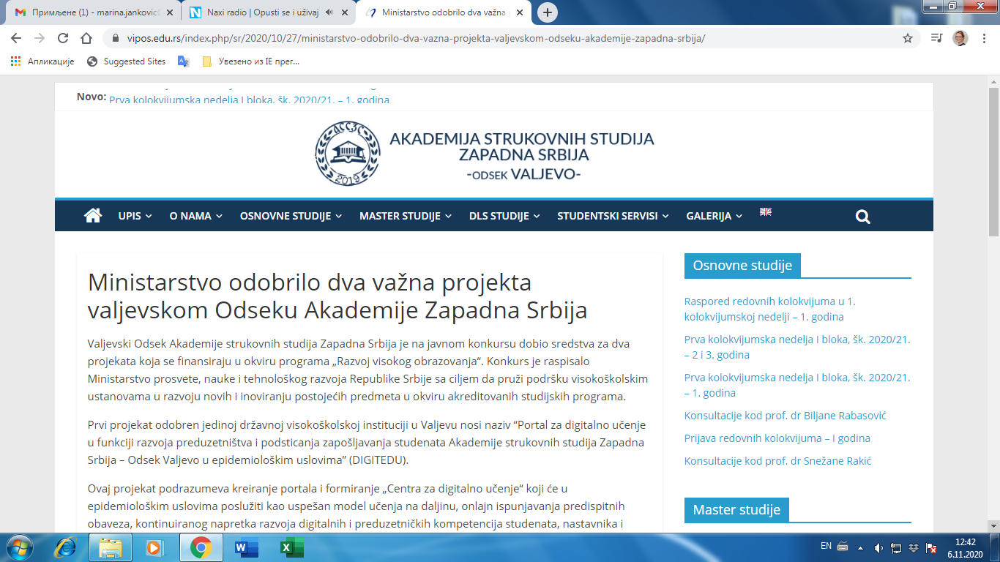 Примљене (1) - marina.jankovic
Naxi radio | Opusti se i uživaj
Ministarstvo odobrilo dva važna
vipos.edu.rs/index.php/sr/2020/10/27/ministarstvo-odobrilo-dva-vazna-projekta-valjevskom-odseku-akademije-zapadna-srbija/
Апликације
Suggested Sites
Увезено из IE прег...
Novo: Prva kolokvijumska nedelja I bloka, šk. 2020/21. – 1. godina
АССЗС
2019
AKADEMIJA STRUKOVNIH STUDIJA
ZAPADNA SRBIJA
-ODSEK VALJEVO-
UPIS O NAMA OSNOVNE STUDIJE MASTER STUDIJE DLS STUDIJE STUDENTSKI SERVISI GALERIJA
Ministarstvo odobrilo dva važna projekta
valjevskom Odseku Akademije Zapadna Srbija
Valjevski Odsek Akademije strukovnih studija Zapadna Srbija je na javnom konkursu dobio sredstva za dva
projekata koja se finansiraju u okviru programa „Razvoj visokog obrazovanja“. Konkurs je raspisalo
Ministarstvo prosvete, nauke i tehnološkog razvoja Republike Srbije sa ciljem da pruži podršku visokoškolskim
ustanovama u razvoju novih i inoviranju postojećih predmeta u okviru akreditovanih studijskih programa.
Prvi projekat odobren jedinoj državnoj visokoškolskoj instituciji u Valjevu nosi naziv “Portal za digitalno učenje
u funkciji razvoja preduzetništva i podsticanja zapošljavanja studenata Akademije strukovnih studija Zapadna
Srbija – Odsek Valjevo u epidemiološkim uslovima” (DIGITEDU).
Ovaj projekat podrazumeva kreiranje portala i formiranje „Centra za digitalno učenje“ koji će u
epidemiološkim uslovima poslužiti kao uspešan model učenja na daljinu, onlajn ispunjavanja predispitnih
obaveza, kontinuiranog napretka razvoja digitalnih i preduzetničkih kompetencija studenata, nastavnika i
Osnovne studije
Raspored redovnih kolokvijuma u 1.
kolokvijumskoj nedelji – 1. godina
Prva kolokvijumska nedelja I bloka, šk. 2020/21.
– 2 i 3. godina
Prva kolokvijumska nedelja I bloka, šk. 2020/21.
– 1. godina
Konsultacije kod prof. dr Biljane Rabasović
Prijava redovnih kolokvijuma – I godina
Konsultacije kod prof. dr Snežane Rakić
Master studije
EN
12:42
6.11.2020